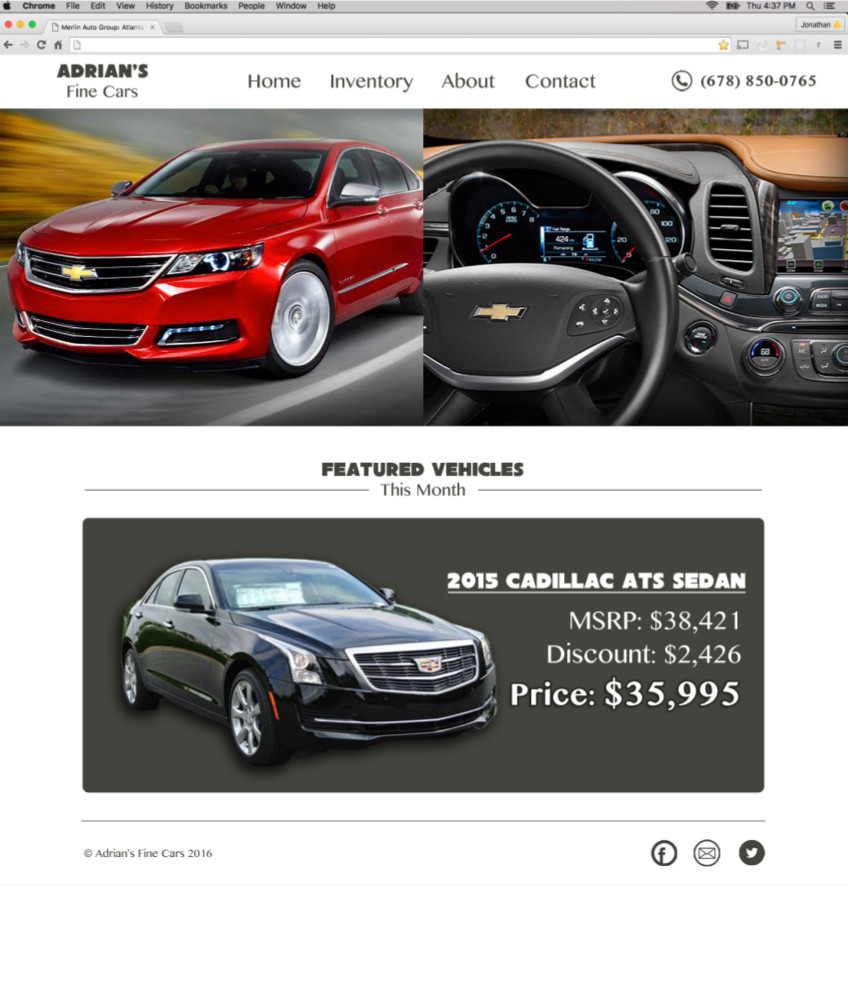 Chrome File Edit View History Bookmarks People Window Help Thu 4:37 PM
Merlin Auto Group: Atlanta
Jonathan
ADRIAN'S
Fine Cars
Home Inventory About Contact
(678) 850-0765
FEATURED VEHICLES
This Month
2015 CADILLAC ATS SEDAN
MSRP: $38,421
Discount: $2,426
Price: $35,995
© Adrian's Fine Cars 2016